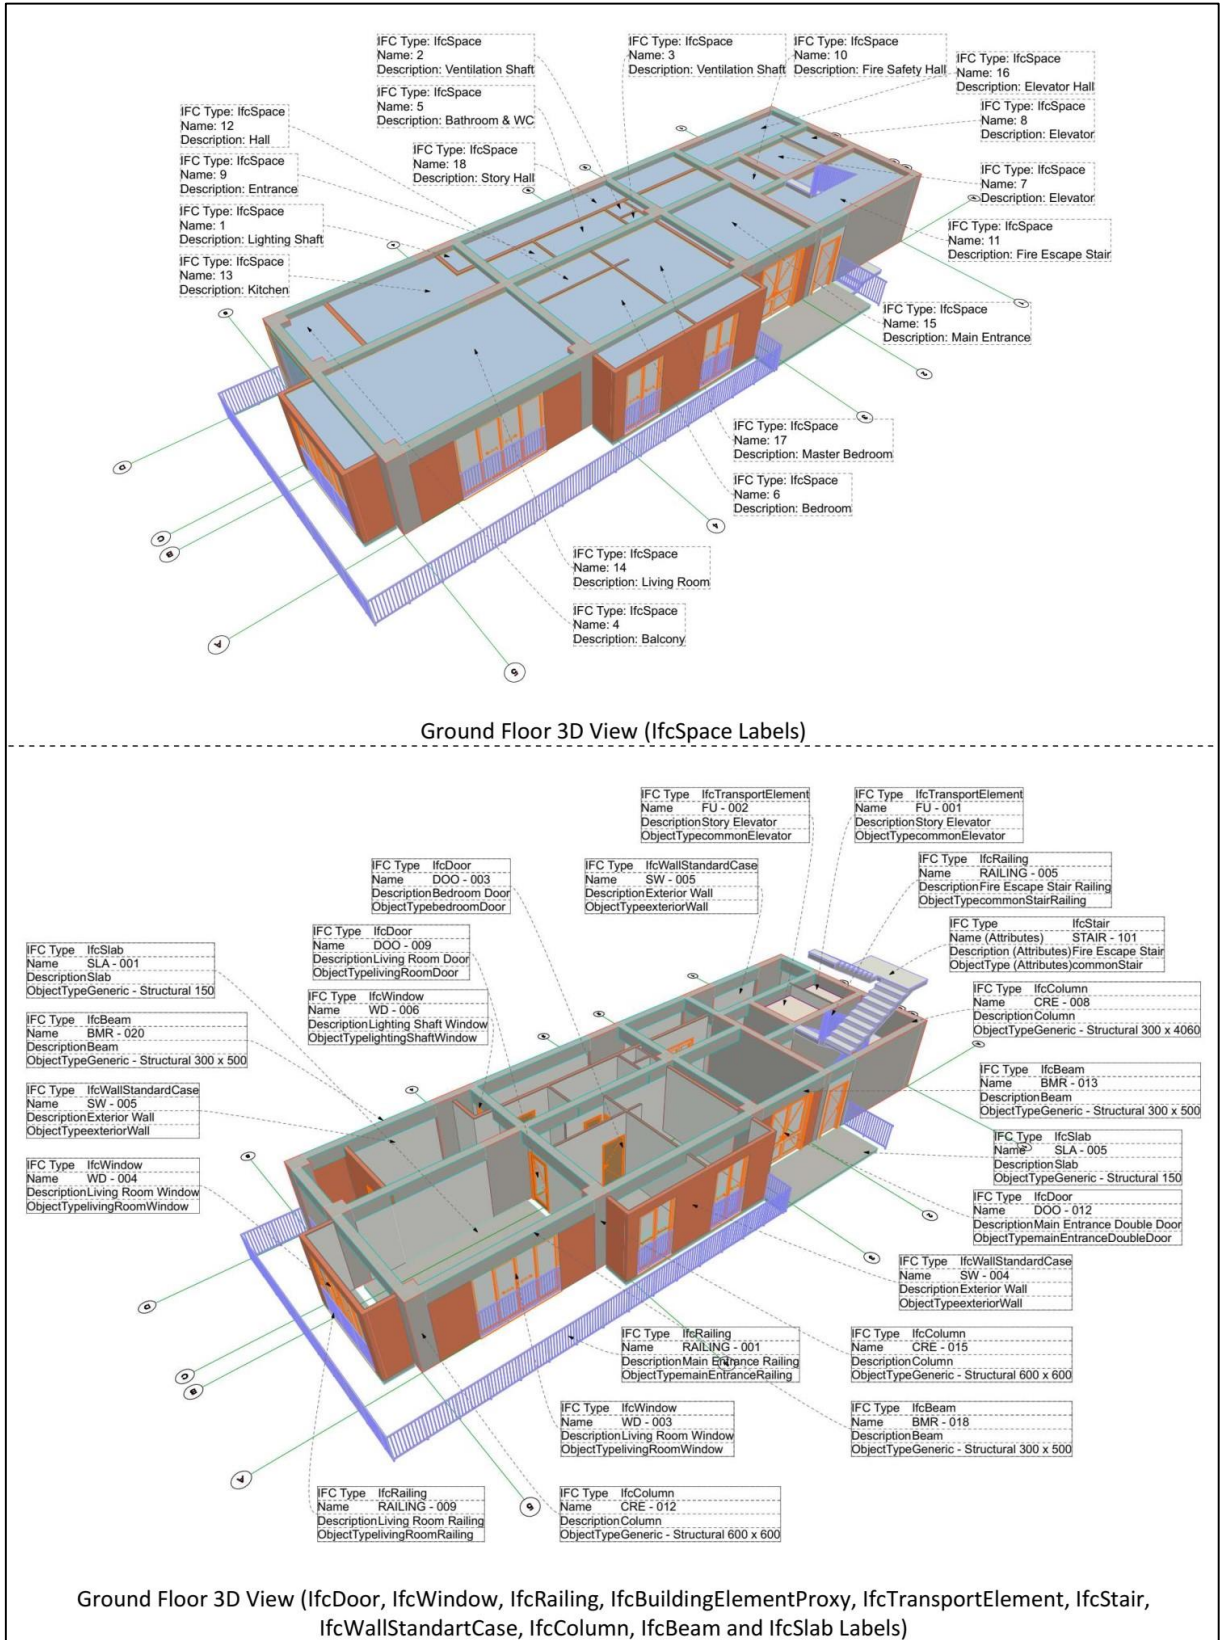 IFC Type: IfcSpace
Name: 2
Description: Ventilation Shaft
IFC Type: IfcSpace
Name: 3
Description: Ventilation Shaft
IFC Type: IfcSpace
Name: 10
Description: Fire Safety Hall
IFC Type: IfcSpace
Name: 16
Description: Elevator Hall
IFC Type: IfcSpace
Name: 5
Description: Bathroom & WC
IFC Type: IfcSpace
Name: 8
Description: Elevator
IFC Type: IfcSpace
Name: 12
Description: Hall
IFC Type: IfcSpace
Name: 18
Description: Story Hall
IFC Type: IfcSpace
Name: 9
Description: Entrance
IFC Type: IfcSpace
Name: 7
Description: Elevator
IFC Type: IfcSpace
Name: 1
Description: Lighting Shaft
IFC Type: IfcSpace
Name: 11
Description: Fire Escape Stair
IFC Type: IfcSpace
Name: 13
Description: Kitchen
IFC Type: IfcSpace
Name: 15
Description: Main Entrance
IFC Type: IfcSpace
Name: 17
Description: Master Bedroom
IFC Type: IfcSpace
Name: 6
Description: Bedroom
IFC Type: IfcSpace
Name: 14
Description: Living Room
IFC Type: IfcSpace
Name: 4
Description: Balcony
D
C
B
A
5
4
3
2
Ground Floor 3D View (IfcSpace Labels)
IFC Type IfcTransportElement
Name FU - 002
Description Story Elevator
ObjectType commonElevator
IFC Type IfcTransportElement
Name FU - 001
Description Story Elevator
ObjectType commonElevator
IFC Type IfcDoor
Name DOO - 003
Description Bedroom Door
ObjectType bedroomDoor
IFC Type IfcWallStandardCase
Name SW - 005
Description Exterior Wall
ObjectType exteriorWall
IFC Type IfcRailing
Name RAILING - 005
Description Fire Escape Stair Railing
ObjectType commonStairRailing
IFC Type IfcStair
Name (Attributes) STAIR - 101
Description (Attributes) Fire Escape Stair
ObjectType (Attributes) commonStair
IFC Type IfcDoor
Name DOO - 009
Description Living Room Door
ObjectType livingRoomDoor
IFC Type IfcSlab
Name SLA - 001
Description Slab
ObjectType Generic - Structural 150
IFC Type IfcWindow
Name WD - 006
Description Lighting Shaft Window
ObjectType lightingShaftWindow
IFC Type IfcColumn
Name CRE - 008
Description Column
ObjectType Generic - Structural 300 x 4060
IFC Type IfcBeam
Name BMR - 020
Description Beam
ObjectType Generic - Structural 300 x 500
IFC Type IfcBeam
Name BMR - 013
Description Beam
ObjectType Generic - Structural 300 x 500
IFC Type IfcWallStandardCase
Name SW - 005
Description Exterior Wall
ObjectType exteriorWall
IFC Type IfcSlab
Name SLA - 005
Description Slab
ObjectType Generic - Structural 150
IFC Type IfcWindow
Name WD - 004
Description Living Room Window
ObjectType livingRoomWindow
IFC Type IfcDoor
Name DOO - 012
Description Main Entrance Double Door
ObjectType mainEntranceDoubleDoor
IFC Type IfcWallStandardCase
Name SW - 004
Description Exterior Wall
ObjectType exteriorWall
IFC Type IfcRailing
Name RAILING - 001
Description Main Entrance Railing
ObjectType mainEntranceRailing
IFC Type IfcColumn
Name CRE - 015
Description Column
ObjectType Generic - Structural 600 x 600
IFC Type IfcWindow
Name WD - 003
Description Living Room Window
ObjectType livingRoomWindow
IFC Type IfcBeam
Name BMR - 018
Description Beam
ObjectType Generic - Structural 300 x 500
IFC Type IfcRailing
Name RAILING - 009
Description Living Room Railing
ObjectType livingRoomRailing
IFC Type IfcColumn
Name CRE - 012
Description Column
ObjectType Generic - Structural 600 x 600
D
C
B
A
5
3
2
Ground Floor 3D View (IfcDoor, IfcWindow, IfcRailing, IfcBuildingElementProxy, IfcTransportElement, IfcStair,
IfcWallStandartCase, IfcColumn, IfcBeam and IfcSlab Labels)